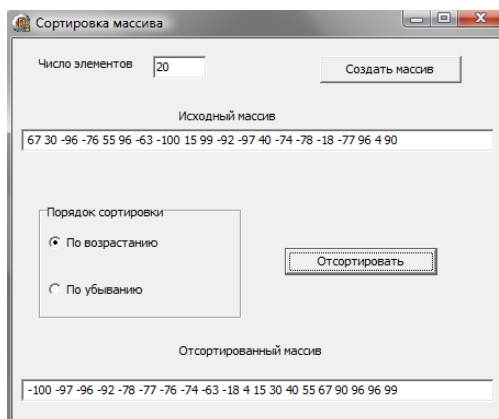 Сортировка массива
Число элементов 20 Создать массив
Исходный массив
67 30 -96 -76 55 96 -63 -100 15 99 -92 -97 40 -74 -78 -18 -77 96 4 90
Порядок сортировки
По возрастанию
Отсортировать
По убыванию
Отсортированный массив
-100 -97 -96 -92 -78 -77 -76 -74 -63 -18 4 15 30 40 55 67 90 96 96 99